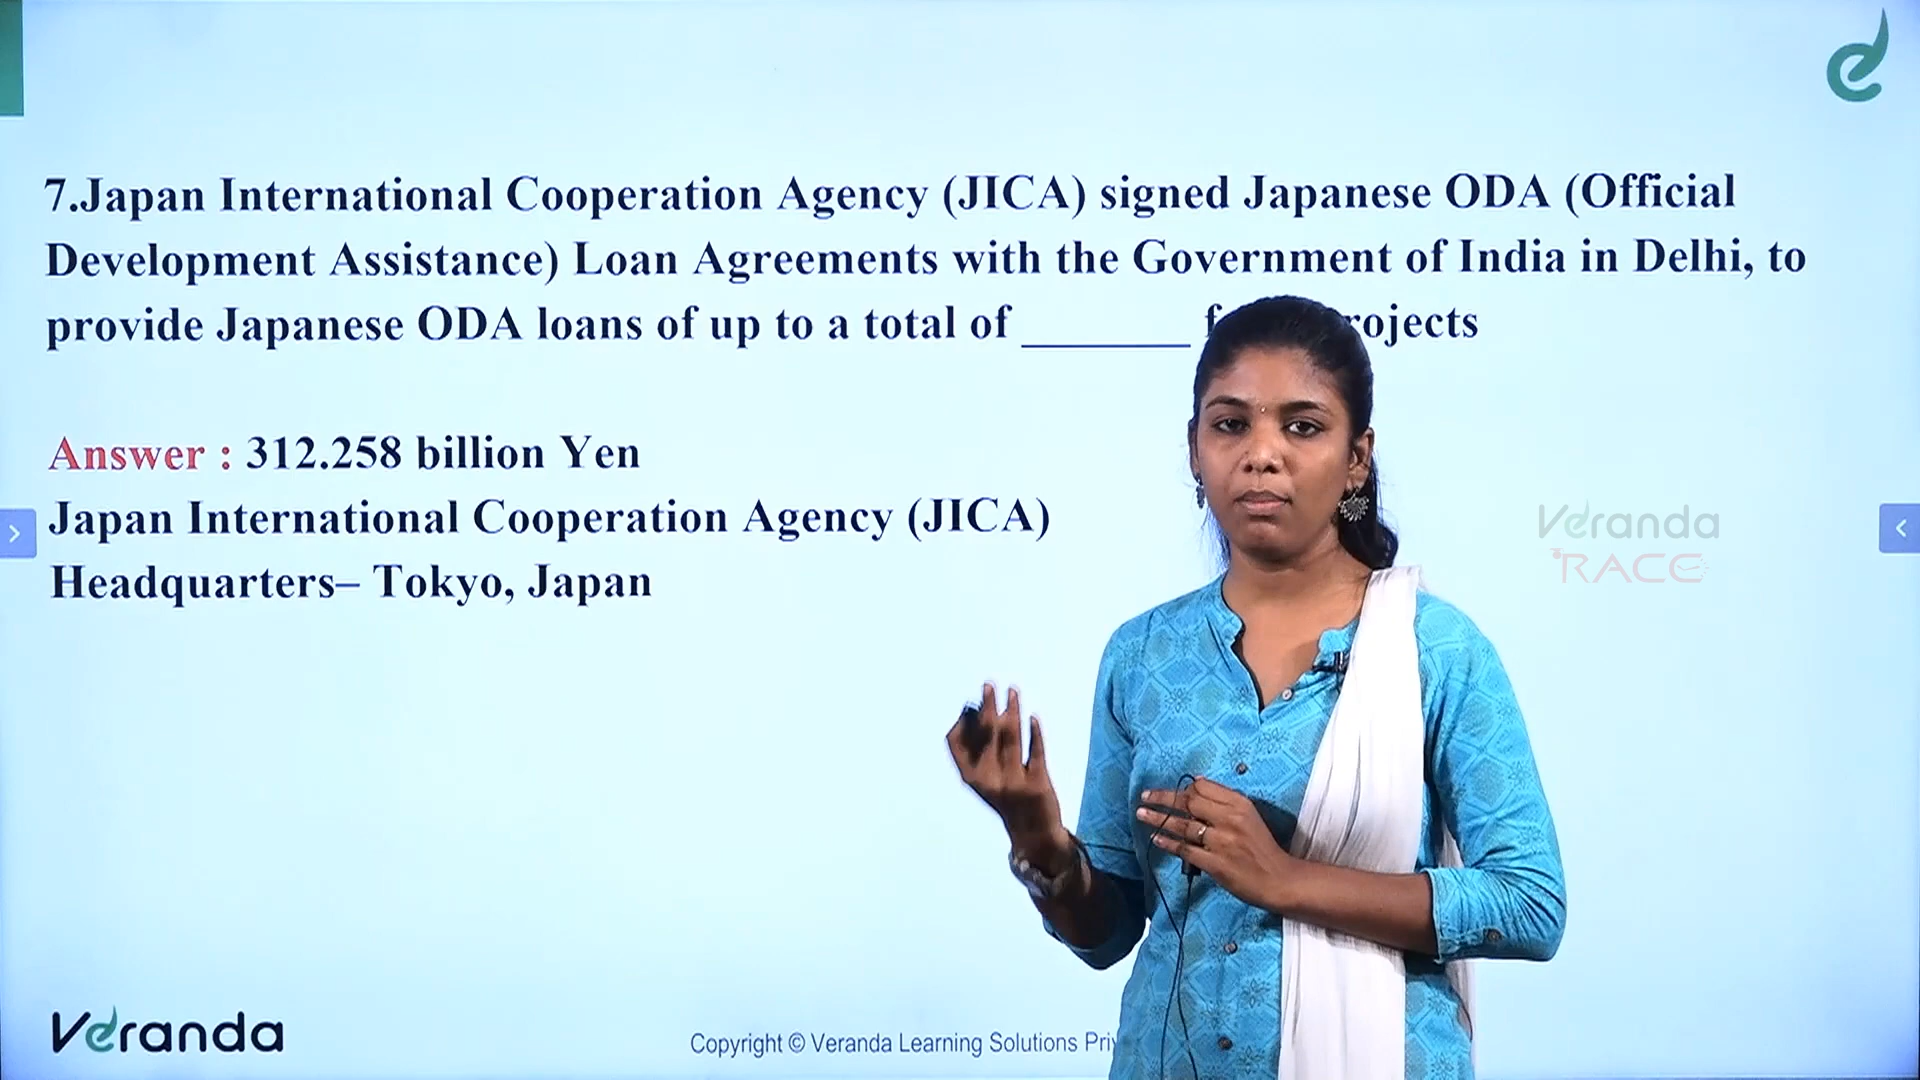 7.Japan International Cooperation Agency (JICA) signed Japanese ODA (Official
Development Assistance) Loan Agreements with the Government of India in Delhi, to
provide Japanese ODA loans of up to a total of _______ projects
Answer : 312.258 billion Yen
Japan International Cooperation Agency (JICA)
Headquarters– Tokyo, Japan
Veranda
RACE
Veranda
Copyright © Veranda Learning Solutions